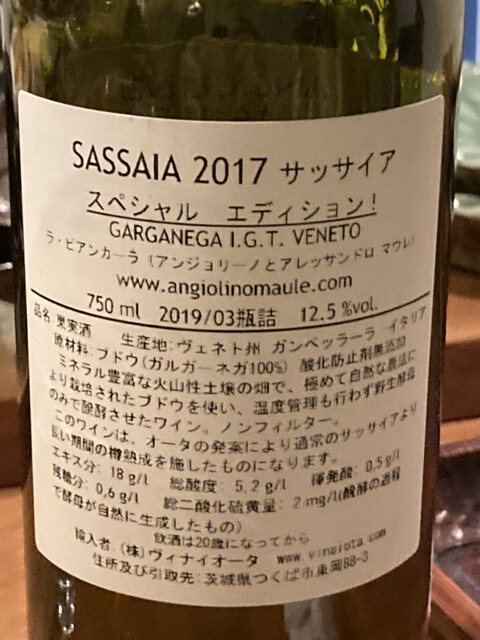 SASSAIA 2017 サッサイア
スペシャル エディション!
GARGANEGA I.G.T. VENETO
ラ・ビアンカーラ (アンジョリーノとアレッサンドロ マウレ)
www.angiolinomaule.com
750 ml 2019/03瓶詰 12.5 %vol.
品名:果実酒 生産地:ヴェネト州 ガンベッラーラ イタリア
原材料:ブドウ(ガルガーネガ100%) 酸化防止剤無添加
ミネラル豊富な火山性土壌の畑で、極めて自然な農法に
より栽培されたブドウを使い、温度管理も行わず野生酵母
のみで醗酵させたワイン。ノンフィルター。
このワインは、オータの発案により通常のサッサイアより
長い期間の樽熟成を施したものになります。
エキス分: 18 g/l 総酸度: 5,2 g/l 揮発酸: 0,5 g/l
残糖分: 0,6 g/l 総二酸化硫黄量: 2 mg/l(醗酵の過程
で酵母が自然に生成したもの)
飲酒は20歳になってから
輸入者:(株)ヴィナイオータ www.vinaiota.com
住所及び引取先:茨城県つくば市東岡88-3